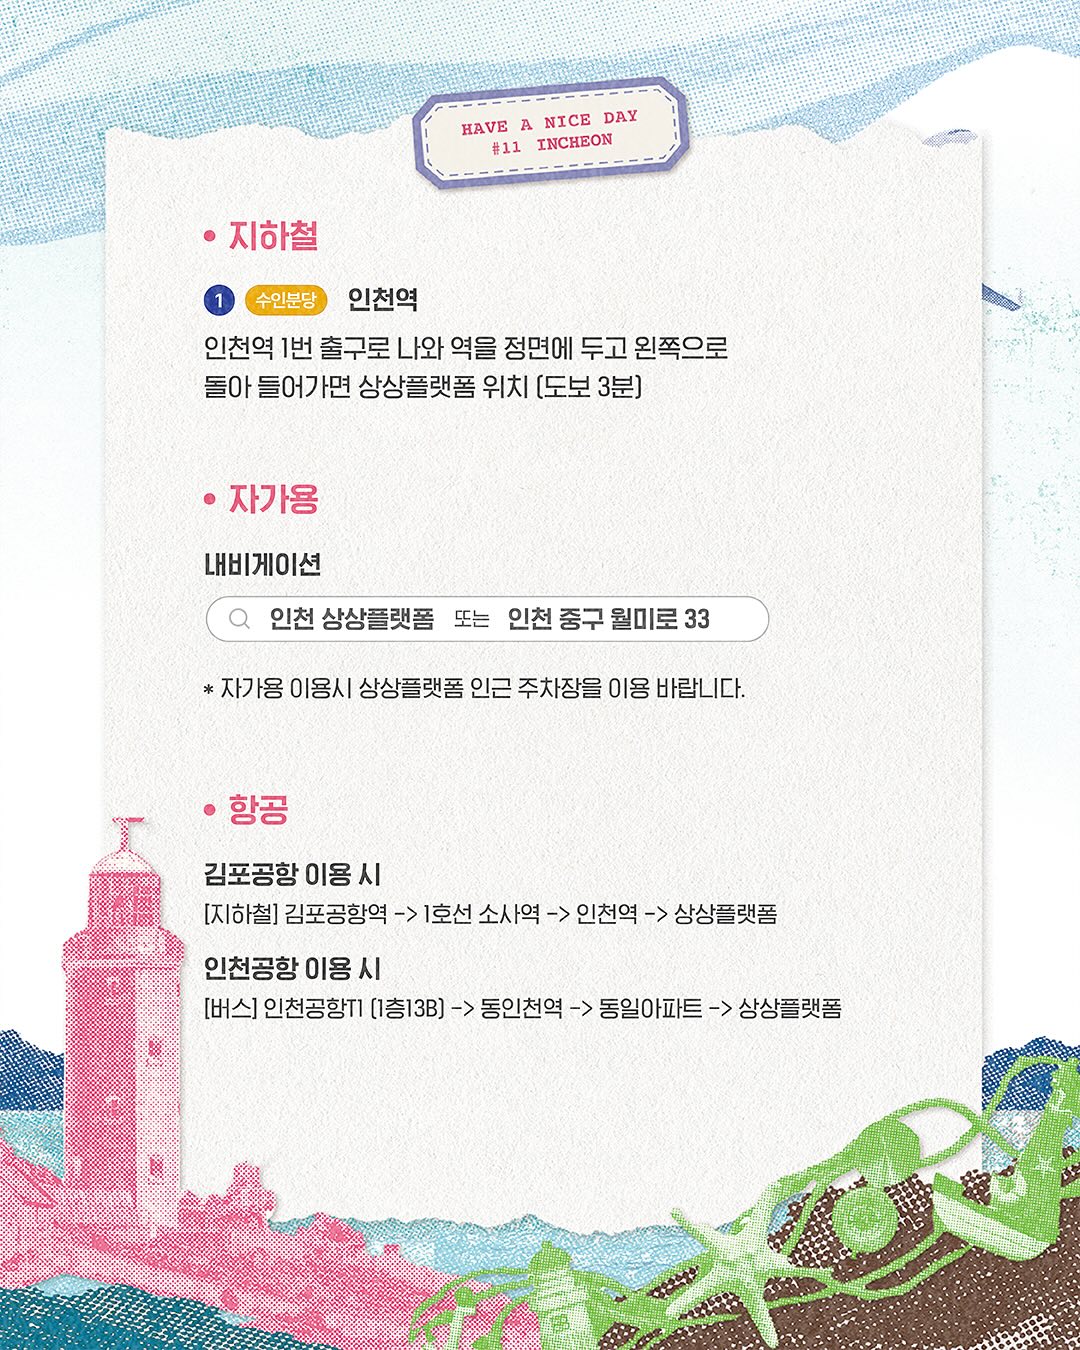 HAVE A NICE DAY
#11 INCHEON
• 지하철
1 수인분당 인천역
인천역 1번 출구로 나와 역을 정면에 두고 왼쪽으로
돌아 들어가면 상상플랫폼 위치 (도보 3분)
• 자가용
내비게이션
인천 상상플랫폼 또는 인천 중구 월미로 33
* 자가용 이용시 상상플랫폼 인근 주차장을 이용 바랍니다.
• 항공
김포공항 이용 시
[지하철] 김포공항역 -> 1호선 소사역 -> 인천역 -> 상상플랫폼
인천공항 이용 시
[버스] 인천공항T1 (1층13B) -> 동인천역 -> 동일아파트 -> 상상플랫폼